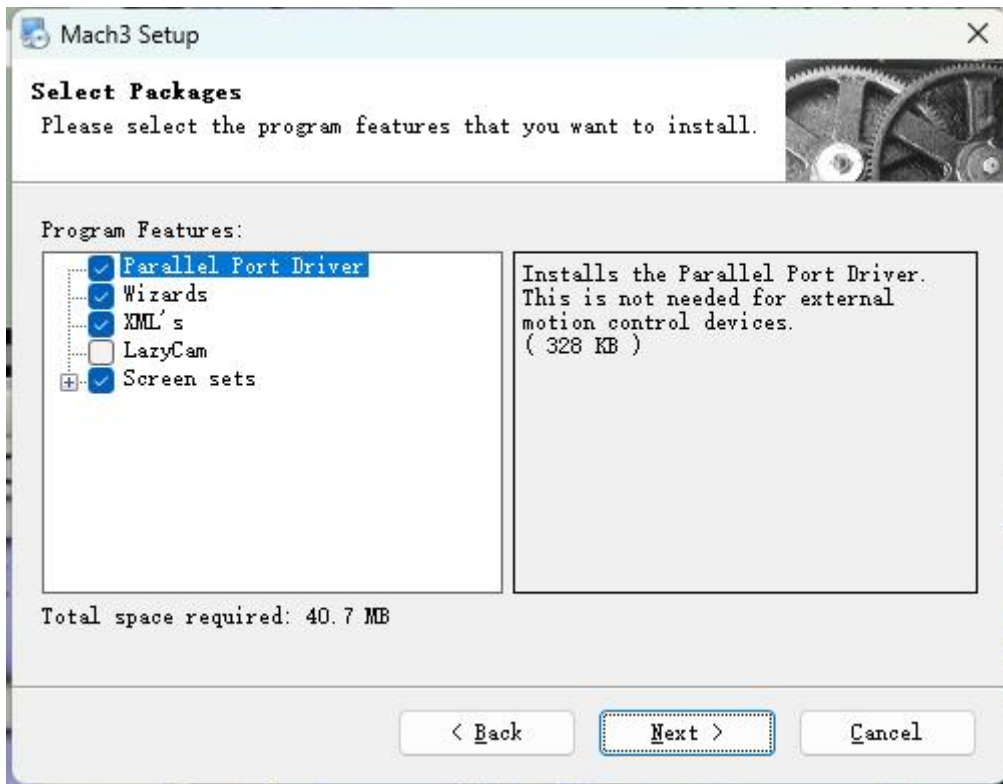 Mach3 Setup
Select Packages
Please select the program features that you want to install.
Program Features:
Parallel Port Driver
Wizards
XML's
LazyCam
Screen sets
Installs the Parallel Port Driver.
This is not needed for external
motion control devices.
( 328 KB )
Total space required: 40.7 MB
< Back
Next >
Cancel